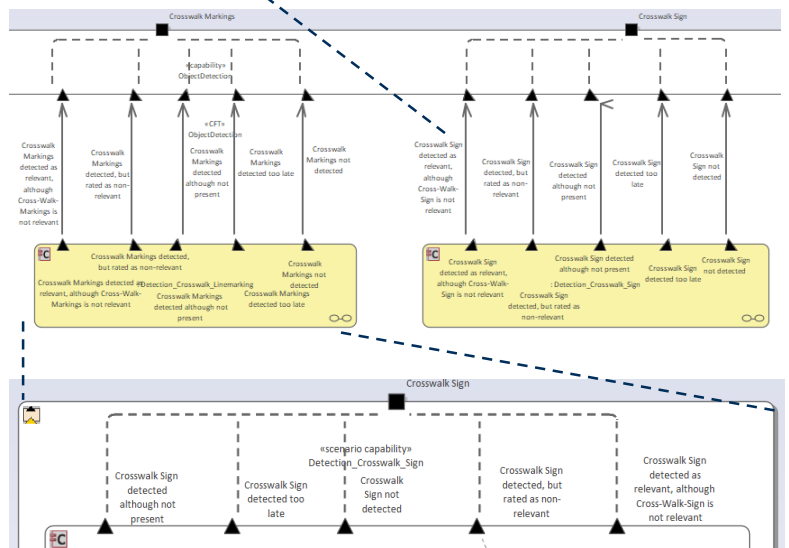 Crosswalk Markings
Crosswalk Sign
«capability»
ObjectDetection
«CFT»
ObjectDetection
Crosswalk
Markings
detected as
relevant,
although
Cross-Walk-
Markings is
not relevant
Crosswalk
Markings
detected, but
rated as non-
relevant
Crosswalk
Markings
detected
although not
present
Crosswalk
Markings
detected too late
Crosswalk
Markings not
detected
Crosswalk Sign
detected as
relevant,
although
Cross-Walk-
Sign is not
relevant
Crosswalk Sign
detected, but
rated as non-
relevant
Crosswalk Sign
detected
although not
present
Crosswalk Sign
detected too
late
Crosswalk
Sign not
detected
C
Crosswalk Markings detected,
but rated as non-relevant
Crosswalk Markings detected as
relevant, although Cross-Walk-
Markings is not relevant
Detection_Crosswalk_Linemarking
Crosswalk Markings
detected although not
present
Crosswalk Markings
detected too late
Crosswalk
Markings not
detected
C
Crosswalk Sign
detected as relevant,
although Cross-Walk-
Sign is not relevant
Crosswalk Sign detected
although not present
: Detection_Crosswalk_Sign
Crosswalk Sign
detected, but rated as
non-relevant
Crosswalk Sign
detected too late
Crosswalk Sign
not detected
Crosswalk Sign
«scenario capability»
Detection_Crosswalk_Sign
Crosswalk Sign
detected
although not
present
Crosswalk Sign
detected too
late
Crosswalk
Sign not
detected
Crosswalk Sign
detected, but
rated as non-
relevant
Crosswalk Sign
detected as
relevant, although
Cross-Walk-Sign is
not relevant
C